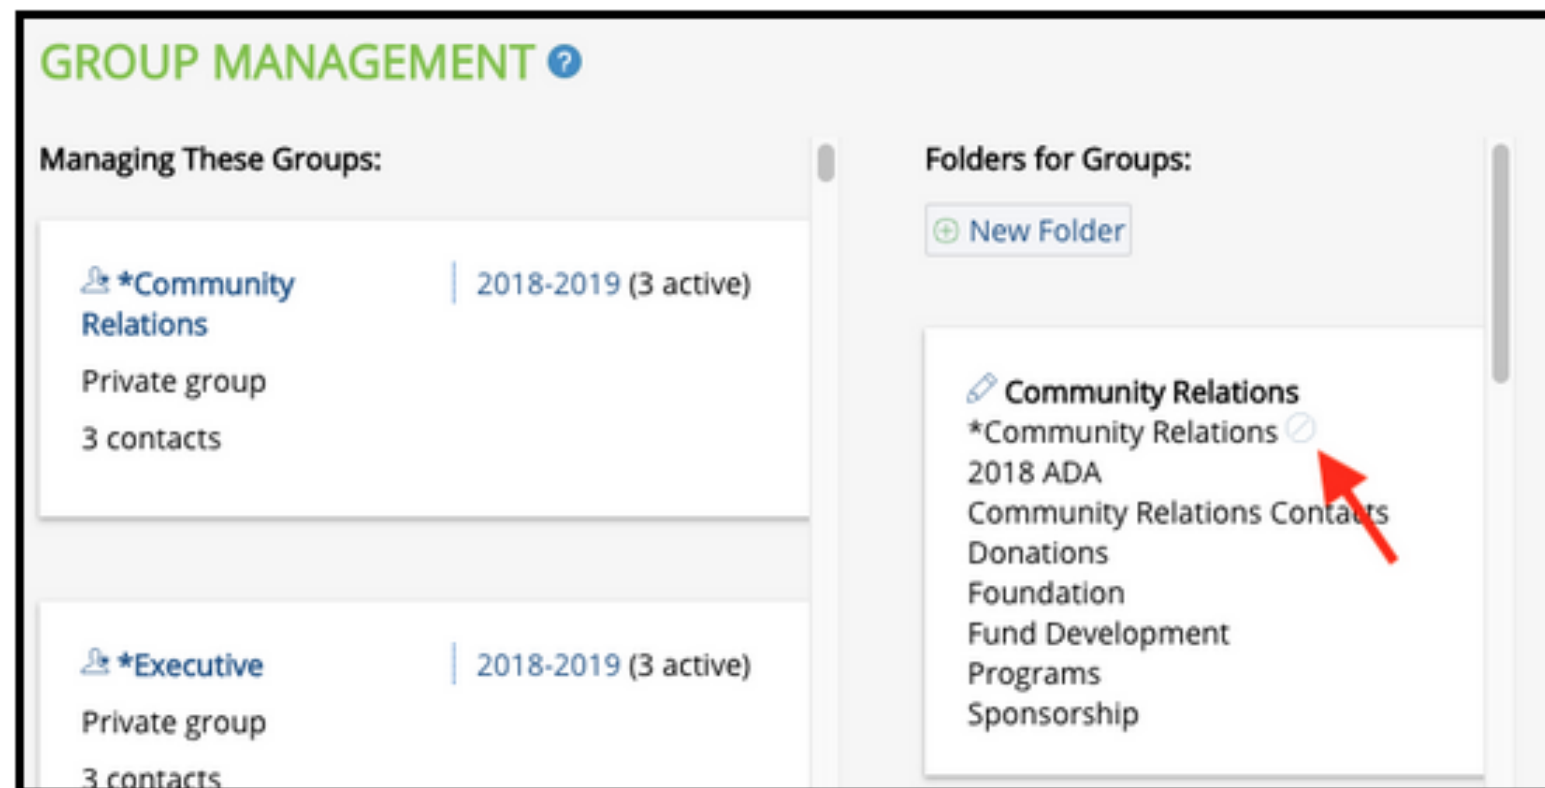 GROUP MANAGEMENT ?
Managing These Groups:
*Community
Relations
2018-2019 (3 active)
Private group
3 contacts
*Executive
2018-2019 (3 active)
Private group
3 contacts
Folders for Groups:
New Folder
Community Relations
*Community Relations
2018 ADA
Community Relations Contacts
Donations
Foundation
Fund Development
Programs
Sponsorship